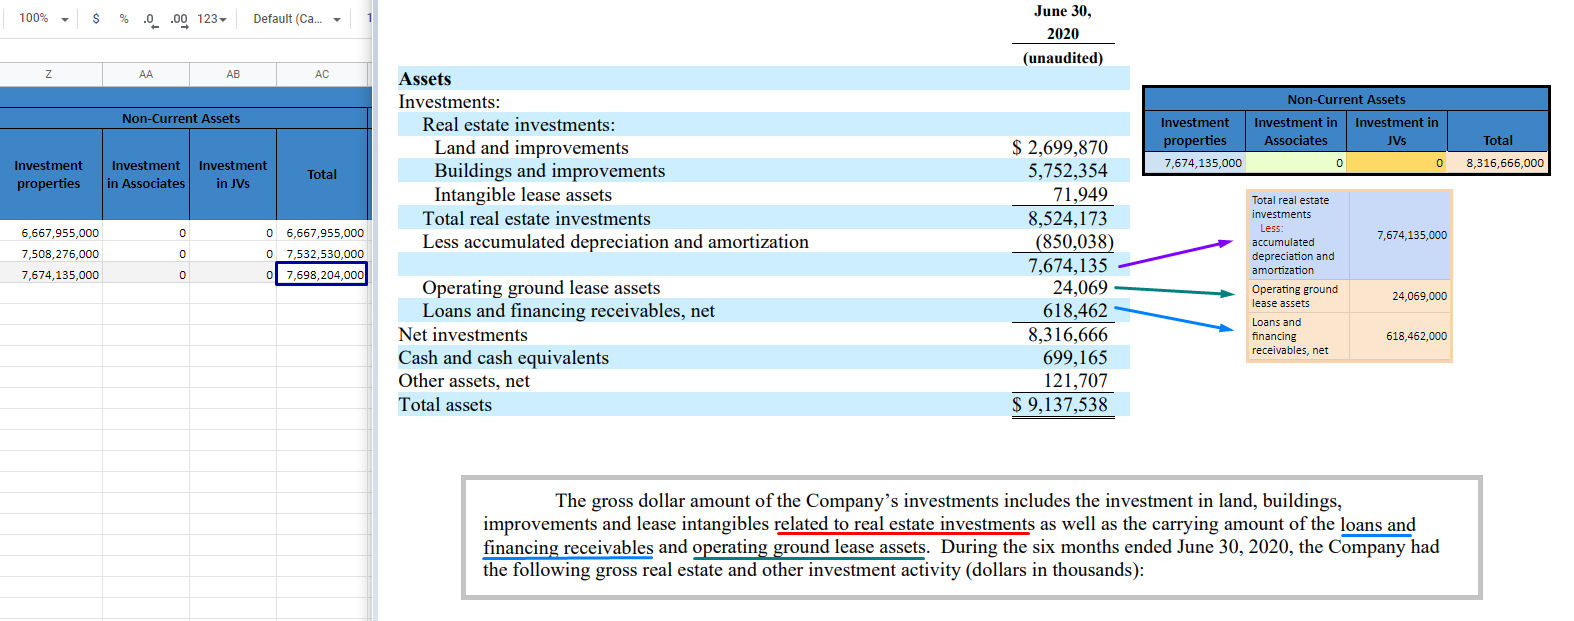 100% $ % .0 .00 123 Default (Ca... 1
Z AA AB AC
Non-Current Assets
Investment properties Investment in Associates Investment in JVs Total
6,667,955,000 0 0 6,667,955,000
7,508,276,000 0 0 7,532,530,000
7,674,135,000 0 0 7,698,204,000
June 30,
2020
(unaudited)
Assets
Investments:
Real estate investments:
Land and improvements $ 2,699,870
Buildings and improvements 5,752,354
Intangible lease assets 71,949
Total real estate investments 8,524,173
Less accumulated depreciation and amortization (850,038)
7,674,135
Operating ground lease assets 24,069
Loans and financing receivables, net 618,462
Net investments 8,316,666
Cash and cash equivalents 699,165
Other assets, net 121,707
Total assets $ 9,137,538
Non-Current Assets
Investment properties Investment in Associates Investment in JVs Total
7,674,135,000 0 0 8,316,666,000
Total real estate
investments
Less:
accumulated
depreciation and
amortization
7,674,135,000
Operating ground
lease assets
24,069,000
Loans and
financing
receivables, net
618,462,000
The gross dollar amount of the Company's investments includes the investment in land, buildings,
improvements and lease intangibles related to real estate investments as well as the carrying amount of the loans and
financing receivables and operating ground lease assets. During the six months ended June 30, 2020, the Company had
the following gross real estate and other investment activity (dollars in thousands):